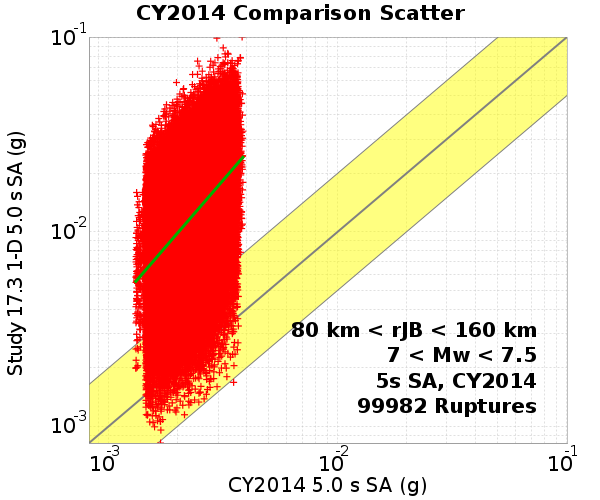 CY2014 Comparison Scatter
Study 17.3 1-D 5.0 s SA (g)
10-1
10-2
10-3
80 km < rJB < 160 km
7 < Mw < 7.5
5s SA, CY2014
99982 Ruptures
10-3 10-2 10-1
CY2014 5.0 s SA (g)